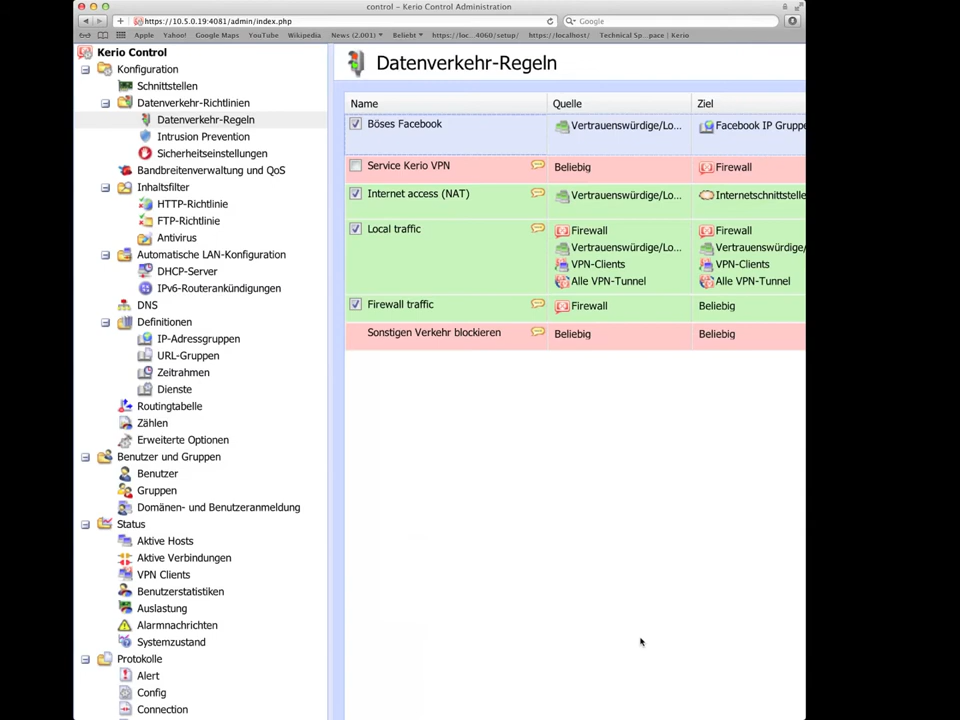 control – Kerio Control Administration
https://10.5.0.19:4081/admin/index.php
Google
Apple Yahoo! Google Maps YouTube Wikipedia News (2.001) Beliebt https://loc...4060/setup/ https://localhost/ Technical Sp...pace | Kerio
Kerio Control
Konfiguration
Schnittstellen
Datenverkehr-Richtlinien
Datenverkehr-Regeln
Intrusion Prevention
Sicherheitseinstellungen
Bandbreitenverwaltung und QoS
Inhaltsfilter
HTTP-Richtlinie
FTP-Richtlinie
Antivirus
Automatische LAN-Konfiguration
DHCP-Server
IPv6-Routerankündigungen
DNS
Definitionen
IP-Adressgruppen
URL-Gruppen
Zeitrahmen
Dienste
Routingtabelle
Zählen
Erweiterte Optionen
Benutzer und Gruppen
Benutzer
Gruppen
Domänen- und Benutzeranmeldung
Status
Aktive Hosts
Aktive Verbindungen
VPN Clients
Benutzerstatistiken
Auslastung
Alarmnachrichten
Systemzustand
Protokolle
Alert
Config
Connection
Datenverkehr-Regeln
Name Quelle Ziel
Böses Facebook Vertrauenswürdige/Lo... Facebook IP Gruppe
Service Kerio VPN Beliebig Firewall
Internet access (NAT) Vertrauenswürdige/Lo... Internetschnittstelle
Local traffic Firewall Firewall
Vertrauenswürdige/Lo... Vertrauenswürdige/
VPN-Clients VPN-Clients
Alle VPN-Tunnel Alle VPN-Tunnel
Firewall traffic Firewall Beliebig
Sonstigen Verkehr blockieren Beliebig Beliebig